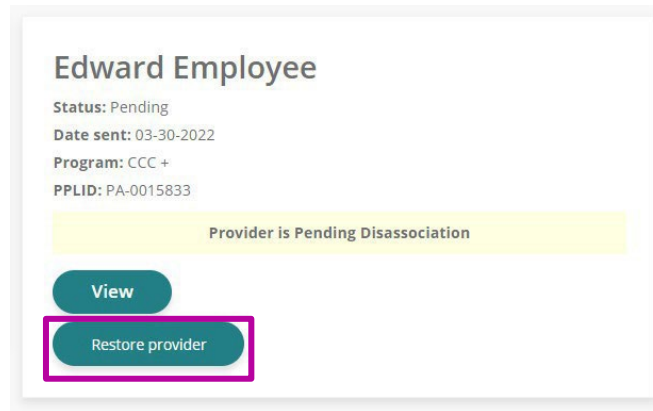 Edward Employee
Status: Pending
Date sent: 03-30-2022
Program: CCC +
PPLID: PA-0015833
Provider is Pending Disassociation
View
Restore provider